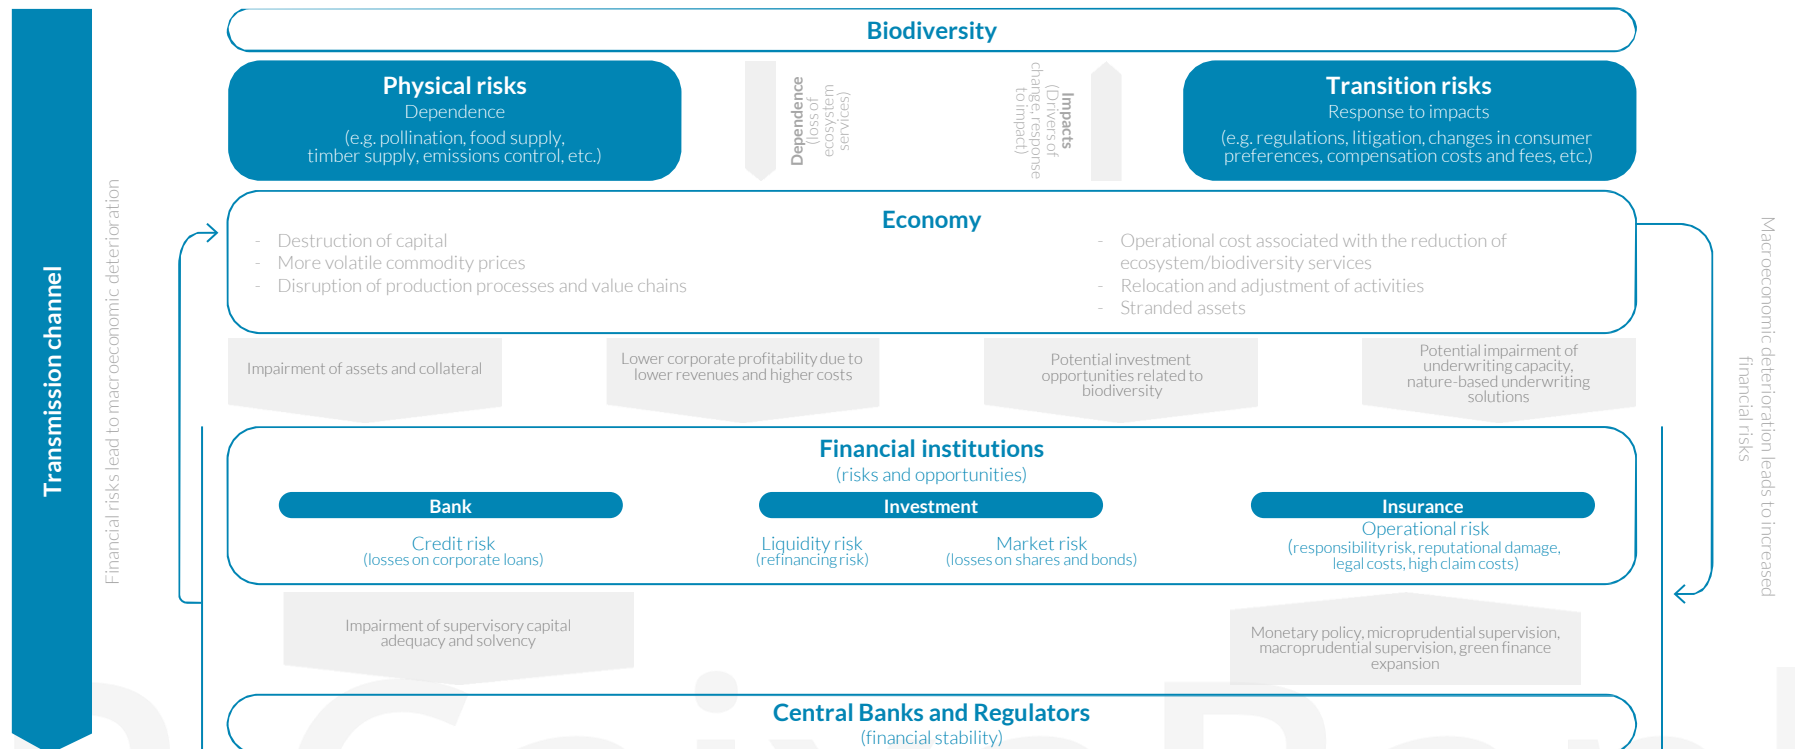 Transmission channel
Financial risks lead to macroeconomic deterioration
Biodiversity
Physical risks
Dependence
(e.g. pollination, food supply,
timber supply, emissions control, etc.)
Dependence
(loss of
ecosystem
services)
Impacts
(Drivers of
change, response
to impact)
Transition risks
Response to impacts
(e.g. regulations, litigation, changes in consumer
preferences, compensation costs and fees, etc.)
Economy
- Destruction of capital
- More volatile commodity prices
- Disruption of production processes and value chains
- Operational cost associated with the reduction of
ecosystem/biodiversity services
- Relocation and adjustment of activities
- Stranded assets
Macroeconomic deterioration leads to increased
financial risks
Impairment of assets and collateral
Lower corporate profitability due to
lower revenues and higher costs
Potential investment
opportunities related to
biodiversity
Potential impairment of
underwriting capacity,
nature-based underwriting
solutions
Financial institutions
(risks and opportunities)
Bank
Credit risk
(losses on corporate loans)
Investment
Liquidity risk
(refinancing risk)
Market risk
(losses on shares and bonds)
Insurance
Operational risk
(responsibility risk, reputational damage,
legal costs, high claim costs)
Impairment of supervisory capital
adequacy and solvency
Monetary policy, microprudential supervision,
macroprudential supervision, green finance
expansion
Central Banks and Regulators
(financial stability)